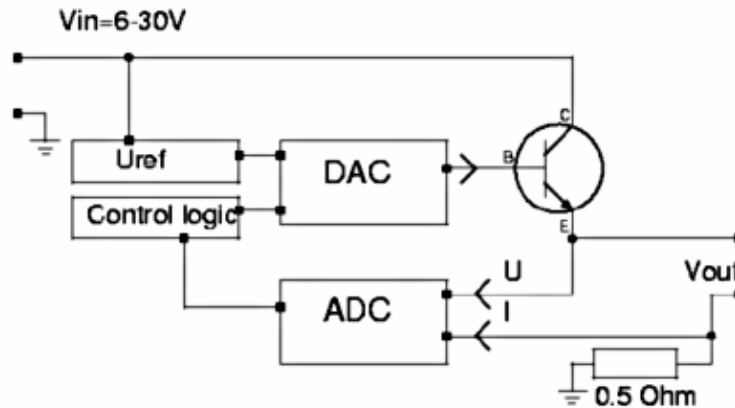 Vin=6-30V
C
Uref
DAC
B
Control logic
E
U
Vout
ADC
I
0.5 Ohm